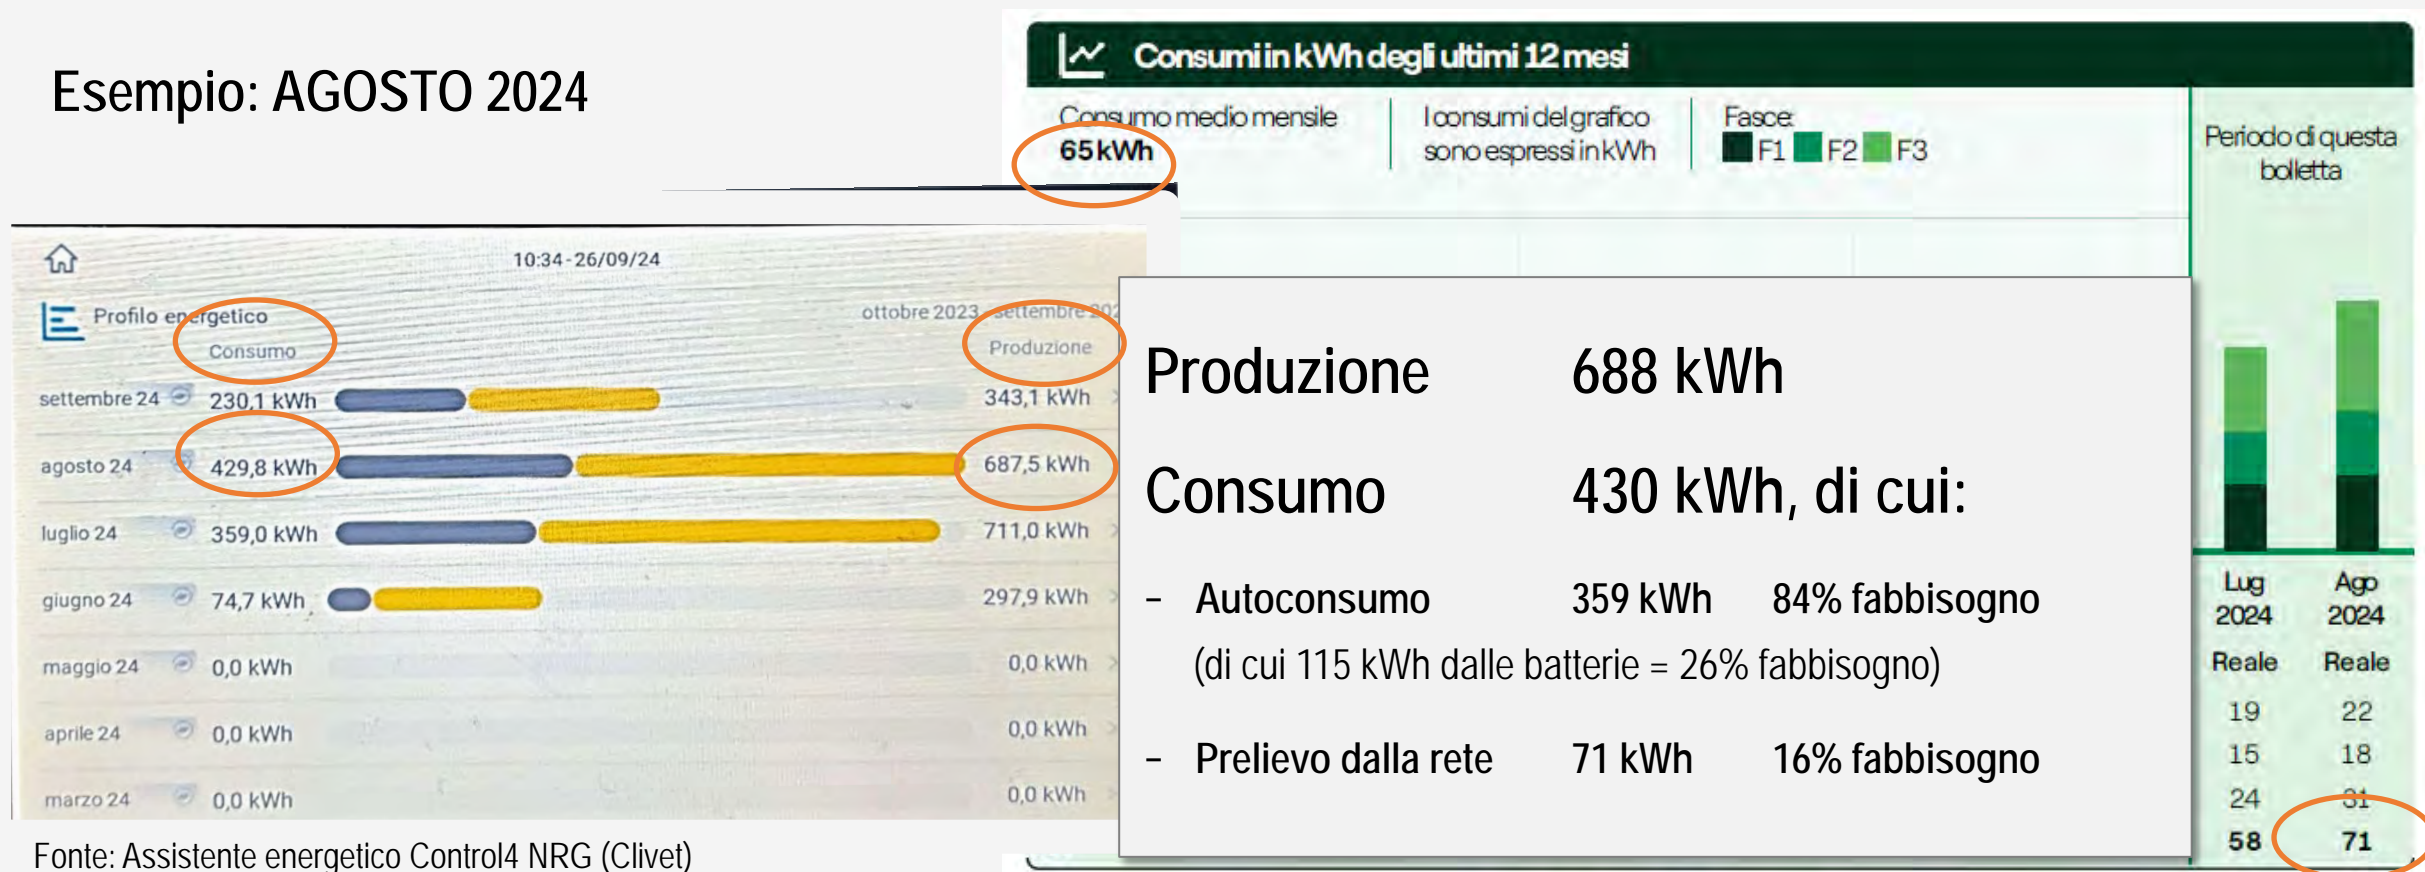 Esempio: AGOSTO 2024
Consumi in kWh degli ultimi 12 mesi
Consumo medio mensile
65 kWh
I consumi del grafico
sono espressi in kWh
Fasce:
F1 F2 F3
Periodo di questa
bolletta
10:34 - 26/09/24
Profilo energetico
ottobre 2023 - settembre 202
Consumo
Produzione
settembre 24 230,1 kWh 343,1 kWh
agosto 24 429,8 kWh 687,5 kWh
luglio 24 359,0 kWh 711,0 kWh
giugno 24 74,7 kWh 297,9 kWh
maggio 24 0,0 kWh 0,0 kWh
aprile 24 0,0 kWh 0,0 kWh
marzo 24 0,0 kWh 0,0 kWh
Fonte: Assistente energetico Control4 NRG (Clivet)
Produzione 688 kWh
Consumo 430 kWh, di cui:
- Autoconsumo 359 kWh 84% fabbisogno
(di cui 115 kWh dalle batterie = 26% fabbisogno)
- Prelievo dalla rete 71 kWh 16% fabbisogno
Lug Ago
2024 2024
Reale Reale
19 22
15 18
24 31
58 71